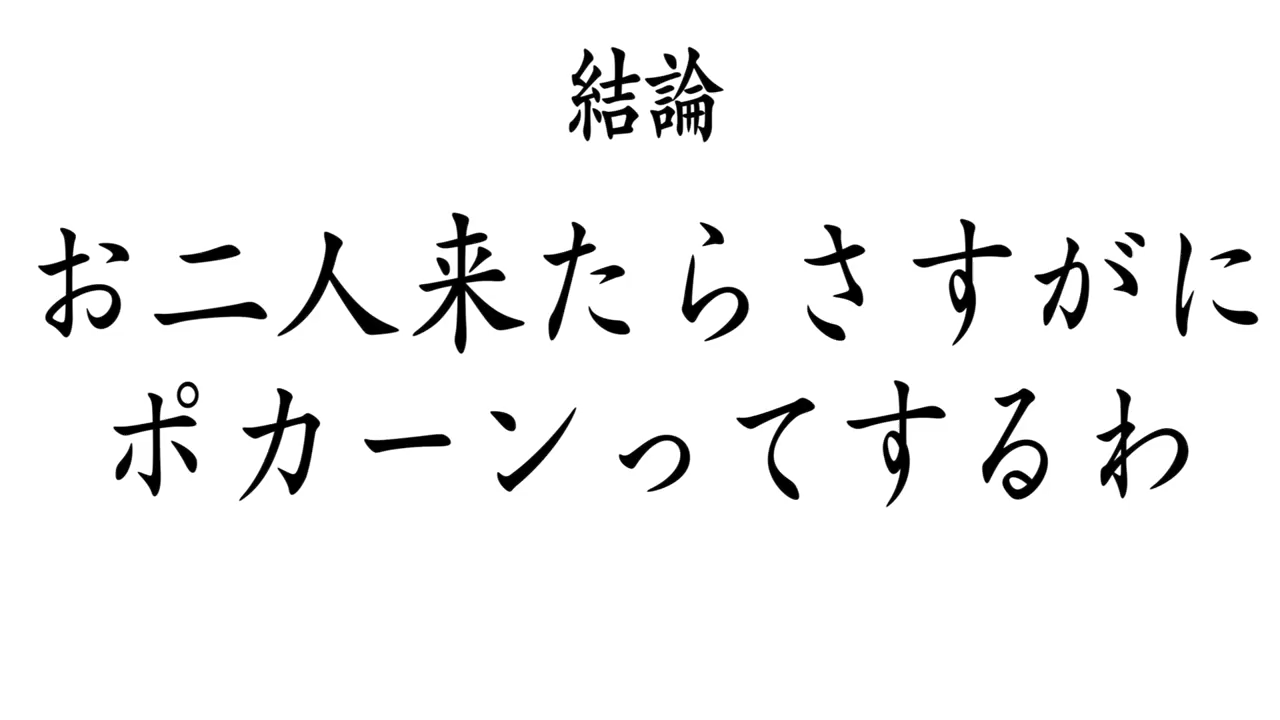 結論
お二人来たらさすがに
ポカーンってするわ